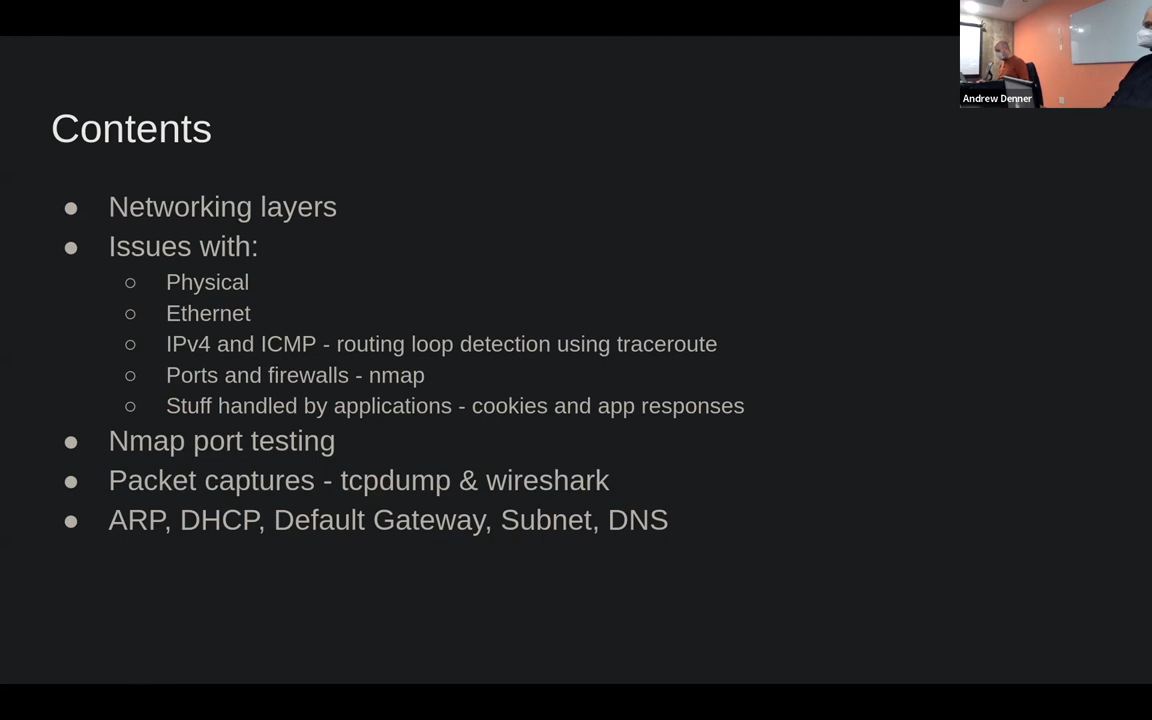 Andrew Denner
Contents
● Networking layers
● Issues with:
○ Physical
○ Ethernet
○ IPv4 and ICMP - routing loop detection using traceroute
○ Ports and firewalls - nmap
○ Stuff handled by applications - cookies and app responses
● Nmap port testing
● Packet captures - tcpdump & wireshark
● ARP, DHCP, Default Gateway, Subnet, DNS